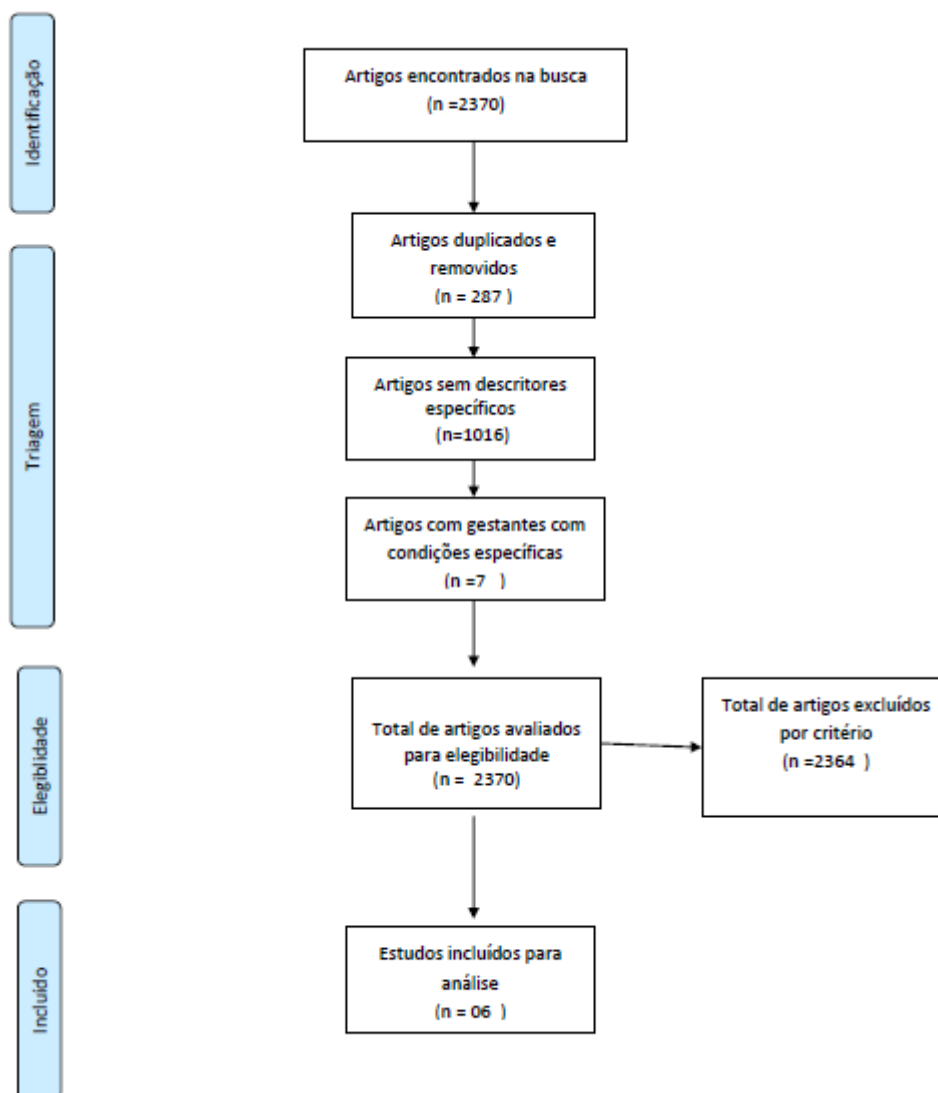 Identificação
Artigos encontrados na busca
(n =2370)
Triagem
Artigos duplicados e
removidos
(n = 287 )
Artigos sem descritores
específicos
(n=1016)
Artigos com gestantes com
condições específicas
(n =7 )
Elegiblidade
Total de artigos avaliados
para elegibilidade
(n = 2370)
Total de artigos excluídos
por critério
(n =2364 )
Incluido
Estudos incluídos para
análise
(n = 06 )